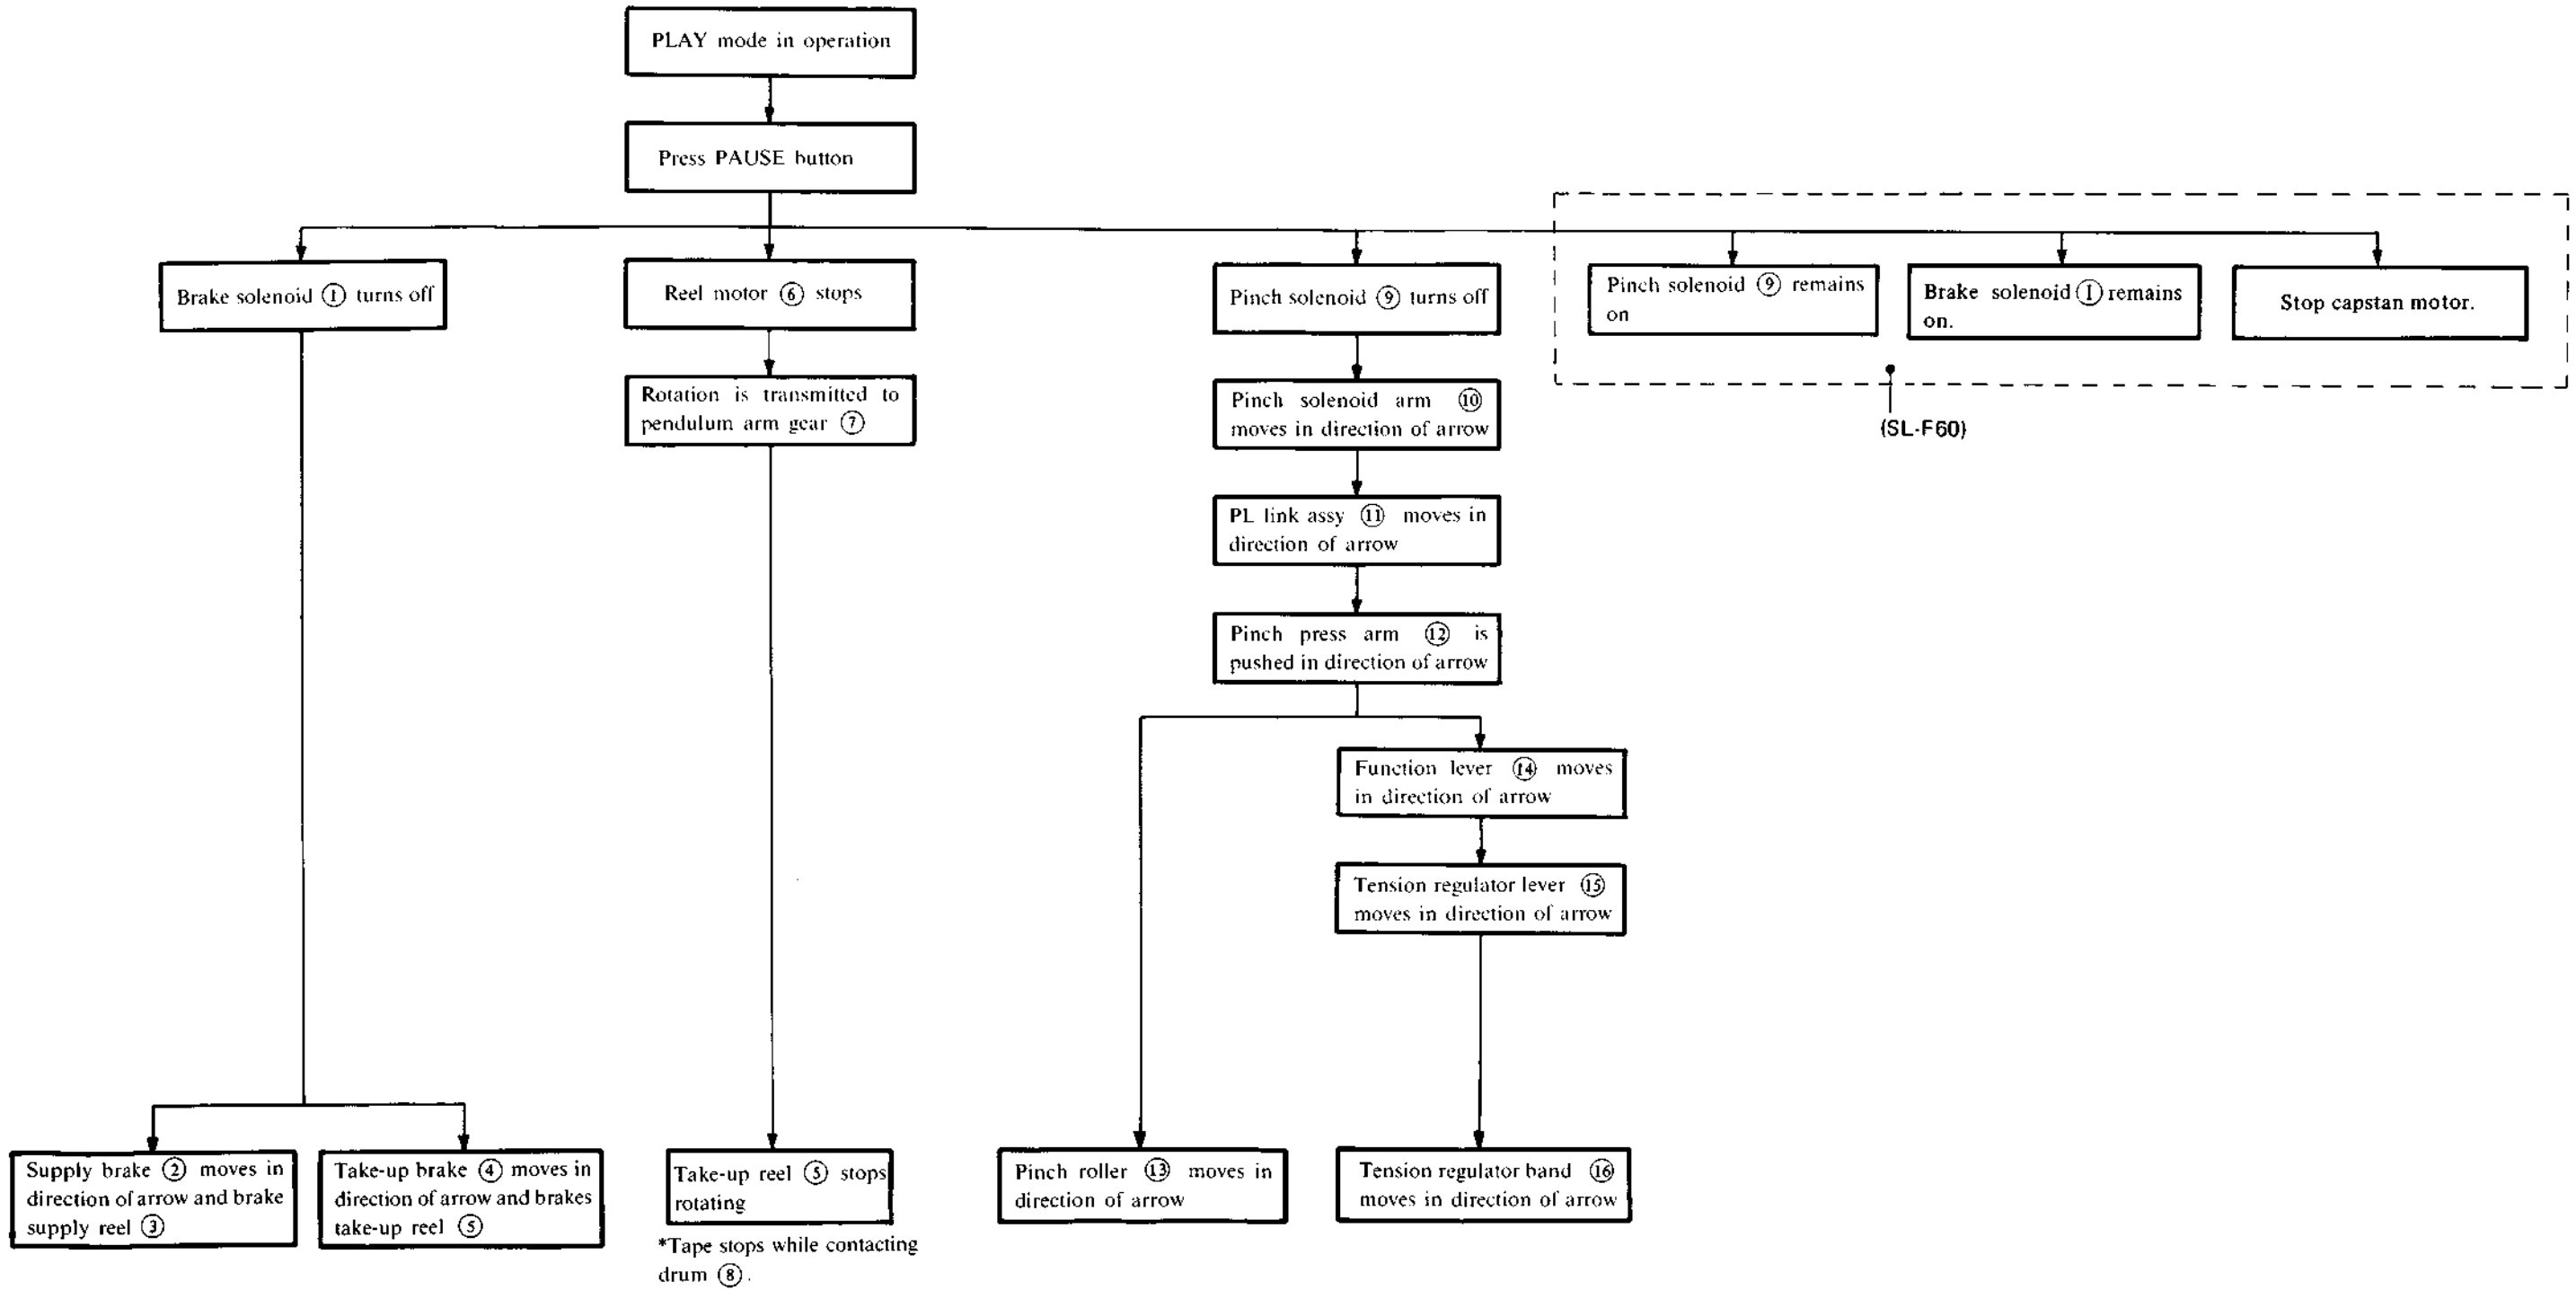 PLAY mode in operation
Press PAUSE button
Brake solenoid ① turns off
Reel motor ⑥ stops
Pinch solenoid ⑨ turns off
Pinch solenoid ⑨ remains
on
Brake solenoid ① remains
on.
Stop capstan motor.
(SL-F60)
Rotation is transmitted to
pendulum arm gear ⑦
Pinch solenoid arm ⑩
moves in direction of arrow
PL link assy ⑪ moves in
direction of arrow
Pinch press arm ⑫ is
pushed in direction of arrow
Function lever ⑭ moves
in direction of arrow
Tension regulator lever ⑮
moves in direction of arrow
Supply brake ② moves in
direction of arrow and brake
supply reel ③
Take-up brake ④ moves in
direction of arrow and brakes
take-up reel ⑤
Take-up reel ⑤ stops
rotating
*Tape stops while contacting
drum ⑧.
Pinch roller ⑬ moves in
direction of arrow
Tension regulator band ⑯
moves in direction of arrow